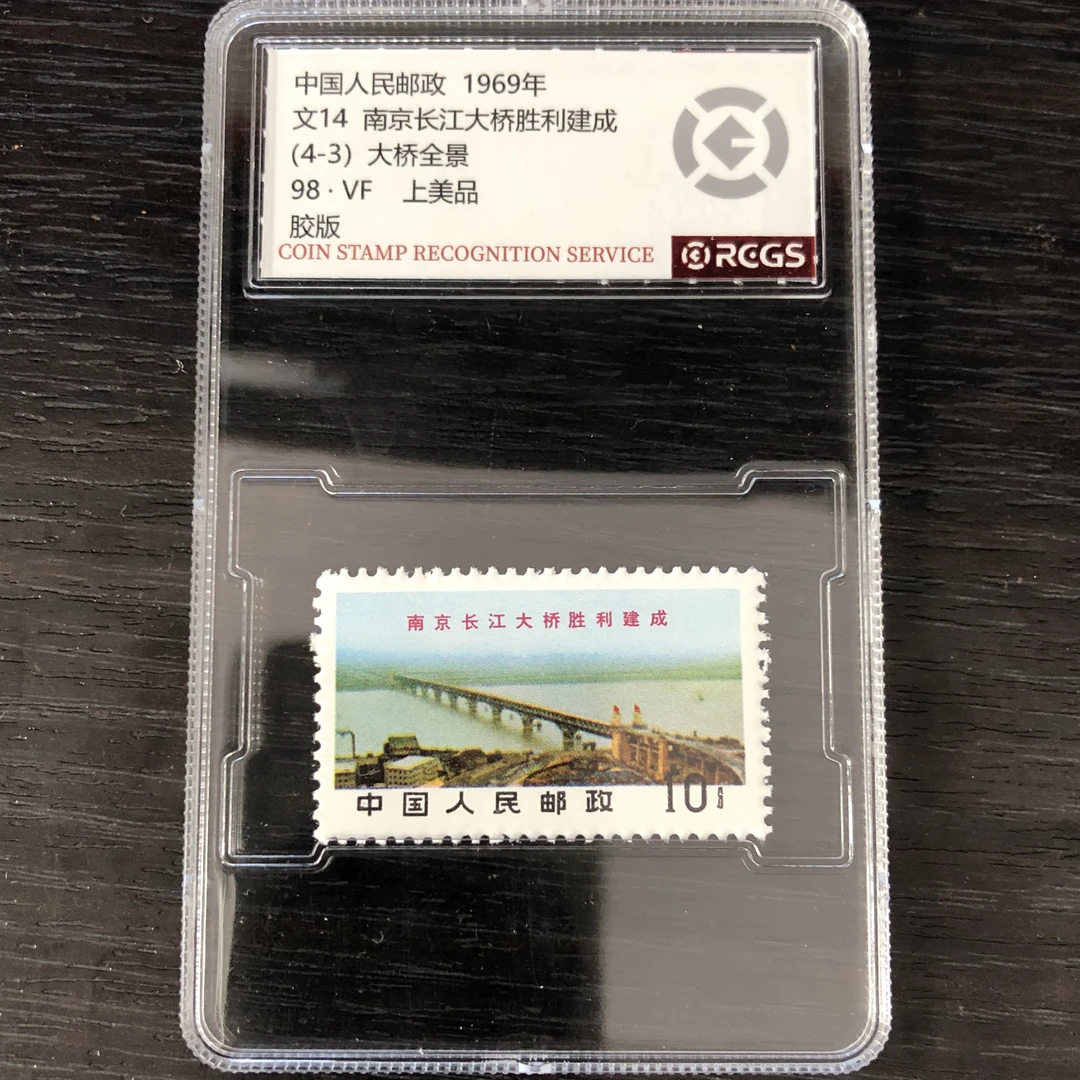 中国人民邮政 1969年
文14 南京长江大桥胜利建成
(4-3) 大桥全景
98·VF 上美品
胶版
COIN STAMP RECOGNITION SERVICE
RCGS
南京长江大桥胜利建成
中国人民邮政 10分